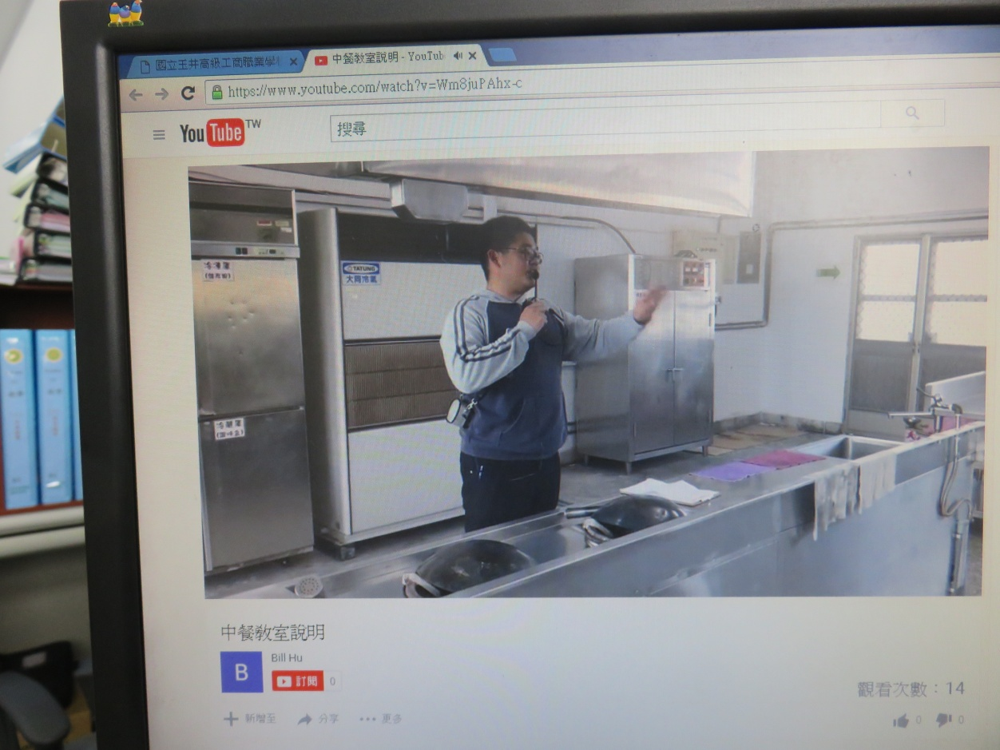 國立玉井高級工商職業學
中餐教室說明 - YouTub
https://www.youtube.com/watch?v=Wm8juPAhx-c
YouTube TW
搜尋
TATUNG
大同冷氣
冷凍庫
冷藏庫
中餐教室說明
B
Bill Hu
訂閱 0
觀看次數：14
新增至 分享 更多
0 0